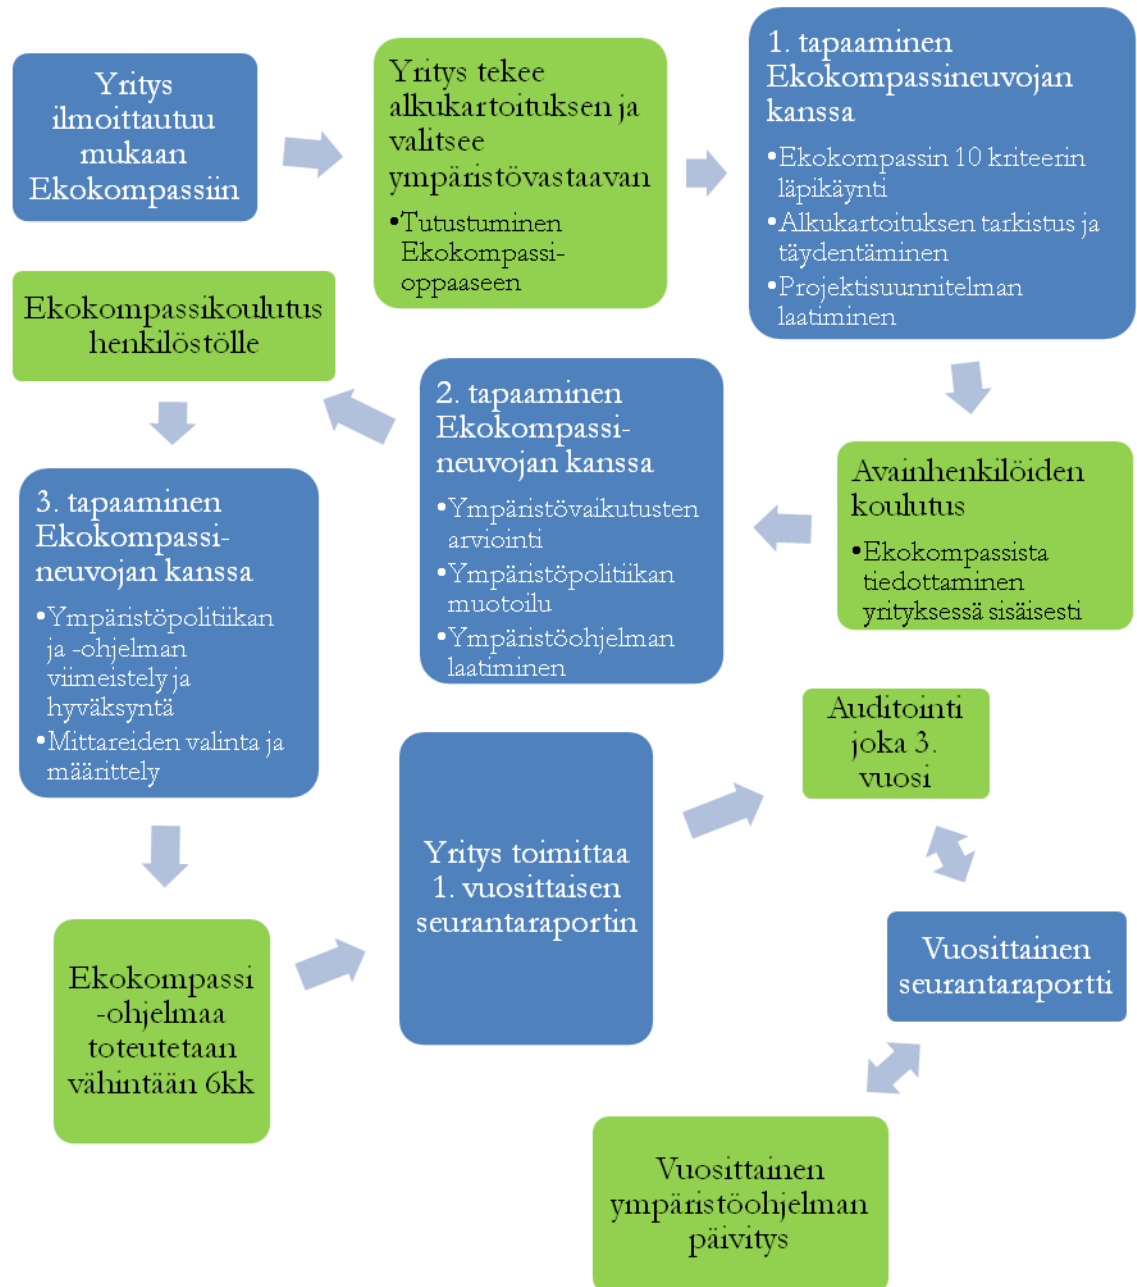 Yritys
ilmoittautuu
mukaan
Ekokompassiin
Yritys tekee
alkukartoituksen ja
valitsee
ympäristövastaavan
•Tutustuminen
Ekokompassi-
oppaaseen
1. tapaaminen
Ekokompassineuvojan
kanssa
•Ekokompassin 10 kriteerin
läpikäynti
•Alkukartoituksen tarkistus ja
täydentäminen
•Projektisuunnitelman
laatiminen
Avainhenkilöiden
koulutus
•Ekokompassista
tiedottaminen
yrityksessä sisäisesti
2. tapaaminen
Ekokompassi-
neuvojan kanssa
•Ympäristövaikutusten
arviointi
•Ympäristöpolitiikan
muotoilu
•Ympäristöohjelman
laatiminen
Ekokompassikoulutus
henkilöstölle
3. tapaaminen
Ekokompassi-
neuvojan kanssa
•Ympäristöpolitiikan
ja -ohjelman
viimeistely ja
hyväksyntä
•Mittareiden valinta ja
määrittely
Ekokompassi
-ohjelmaa
toteutetaan
vähintään 6kk
Yritys toimittaa
1. vuosittaisen
seurantaraportin
Auditointi
joka 3.
vuosi
Vuosittainen
seurantaraportti
Vuosittainen
ympäristöohjelman
päivitys